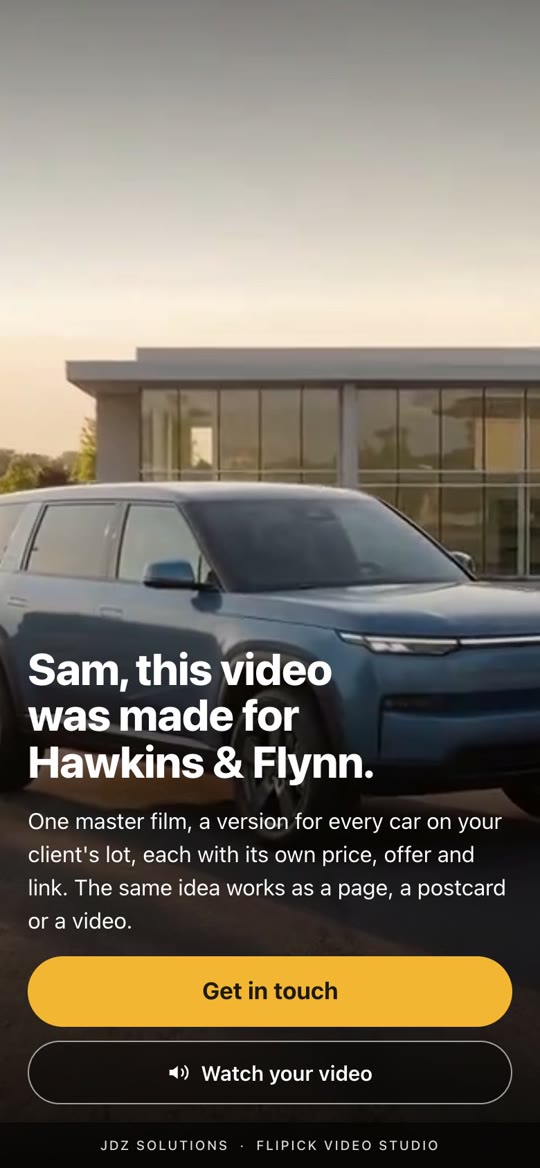 Sam, this video
was made for
Hawkins & Flynn.
One master film, a version for every car on your
client's lot, each with its own price, offer and
link. The same idea works as a page, a postcard
or a video.
Get in touch
Watch your video
JDZ SOLUTIONS · FLIPICK VIDEO STUDIO